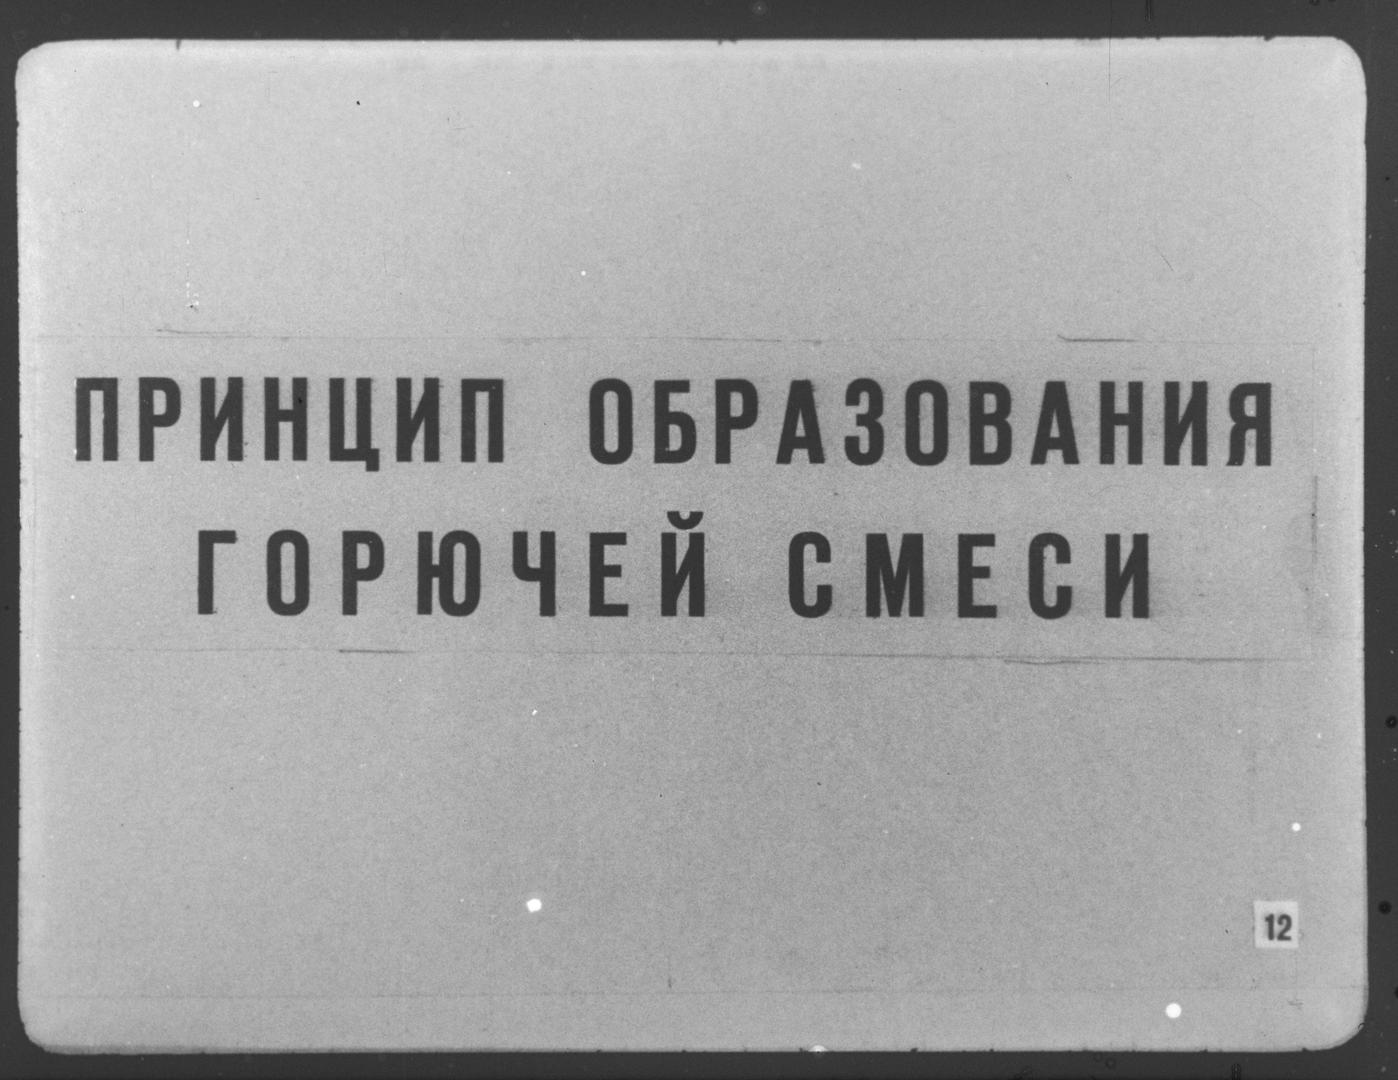 ПРИНЦИП ОБРАЗОВАНИЯ
ГОРЮЧЕЙ СМЕСИ
12